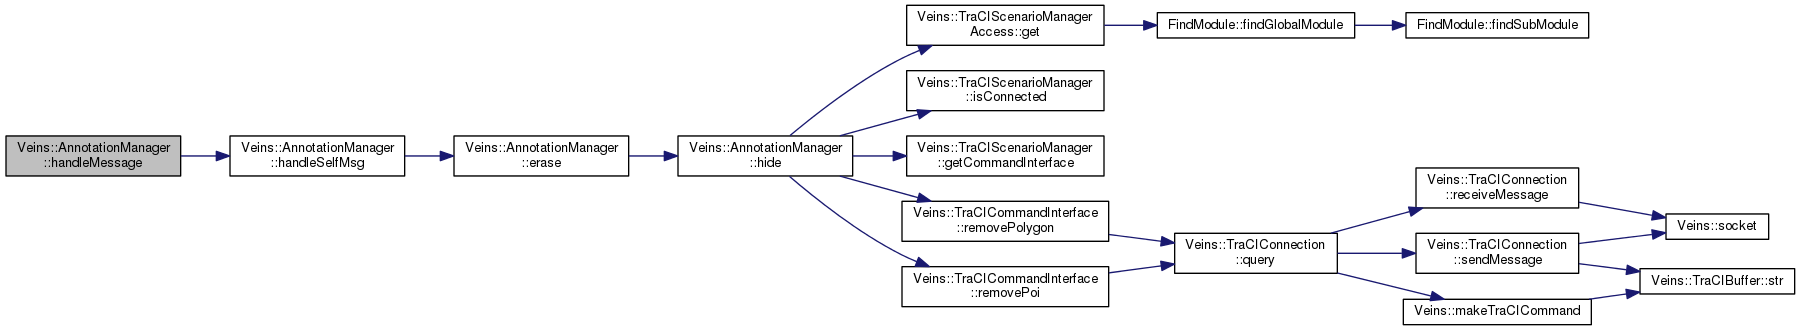 Veins::AnnotationManager
::handleMessage
Veins::AnnotationManager
::handleSelfMsg
Veins::AnnotationManager
::erase
Veins::AnnotationManager
::hide
Veins::TraCIScenarioManager
Access::get
FindModule::findGlobalModule
FindModule::findSubModule
Veins::TraCIScenarioManager
::isConnected
Veins::TraCIScenarioManager
::getCommandInterface
Veins::TraCICommandInterface
::removePolygon
Veins::TraCICommandInterface
::removePoi
Veins::TraCIConnection
::query
Veins::TraCIConnection
::receiveMessage
Veins::TraCIConnection
::sendMessage
Veins::makeTraCICommand
Veins::socket
Veins::TraCIBuffer::str